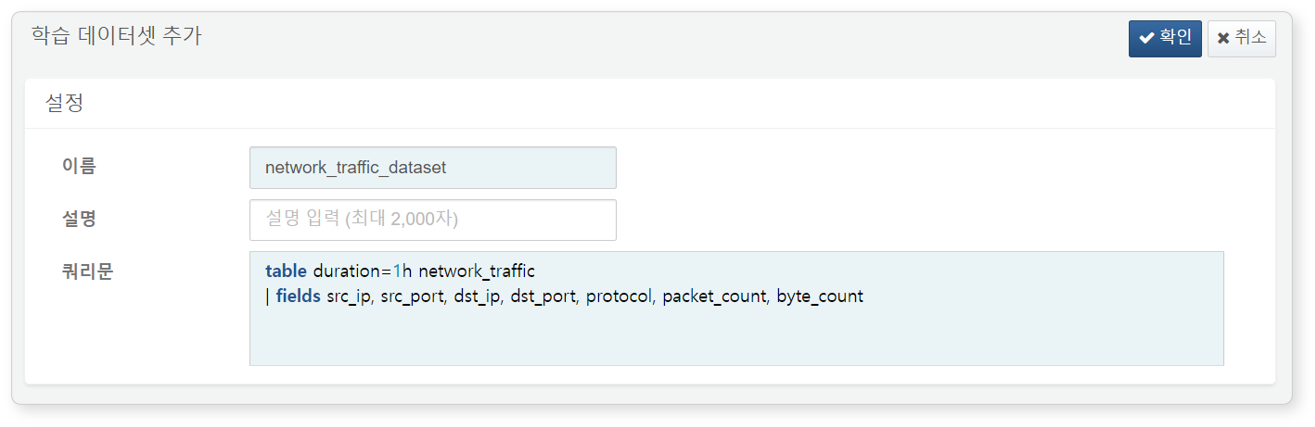 학습 데이터셋 추가
확인
취소
설정
이름
network_traffic_dataset
설명
설명 입력 (최대 2,000자)
쿼리문
table duration=1h network_traffic
| fields src_ip, src_port, dst_ip, dst_port, protocol, packet_count, byte_count